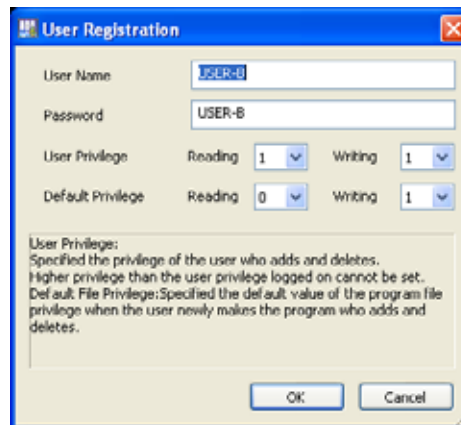 User Registration
User Name USER-B
Password USER-B
User Privilege Reading 1 Writing 1
Default Privilege Reading 0 Writing 1
User Privilege:
Specified the privilege of the user who adds and deletes.
Higher privilege than the user privilege logged on cannot be set.
Default File Privilege:Specified the default value of the program file
privilege when the user newly makes the program who adds and
deletes.
OK Cancel